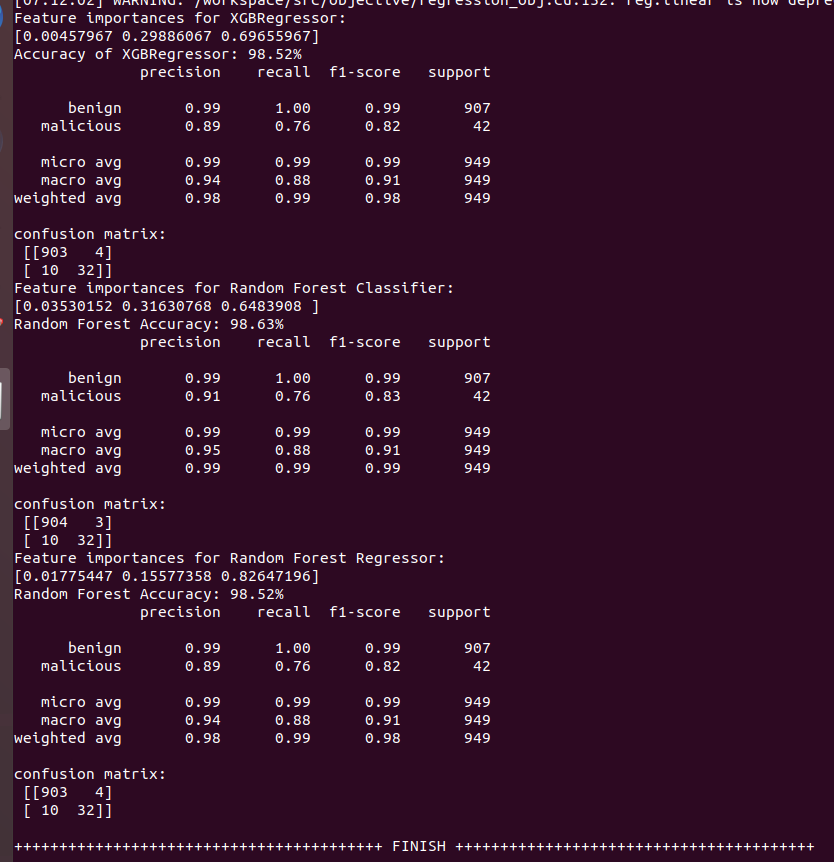 [07:12:02] WARNING: /workspace/src/objective/regression_obj.cu:152: reg:linear is now depre
Feature importances for XGBRegressor:
[0.00457967 0.29886067 0.69655967]
Accuracy of XGBRegressor: 98.52%
precision recall f1-score support
benign 0.99 1.00 0.99 907
malicious 0.89 0.76 0.82 42
micro avg 0.99 0.99 0.99 949
macro avg 0.94 0.88 0.91 949
weighted avg 0.98 0.99 0.98 949
confusion matrix:
[[903 4]
[ 10 32]]
Feature importances for Random Forest Classifier:
[0.03530152 0.31630768 0.6483908 ]
Random Forest Accuracy: 98.63%
precision recall f1-score support
benign 0.99 1.00 0.99 907
malicious 0.91 0.76 0.83 42
micro avg 0.99 0.99 0.99 949
macro avg 0.95 0.88 0.91 949
weighted avg 0.99 0.99 0.99 949
confusion matrix:
[[904 3]
[ 10 32]]
Feature importances for Random Forest Regressor:
[0.01775447 0.15577358 0.82647196]
Random Forest Accuracy: 98.52%
precision recall f1-score support
benign 0.99 1.00 0.99 907
malicious 0.89 0.76 0.82 42
micro avg 0.99 0.99 0.99 949
macro avg 0.94 0.88 0.91 949
weighted avg 0.98 0.99 0.98 949
confusion matrix:
[[903 4]
[ 10 32]]
+++++++++++++++++++++++++++++++++++++++++ FINISH ++++++++++++++++++++++++++++++++++++++++